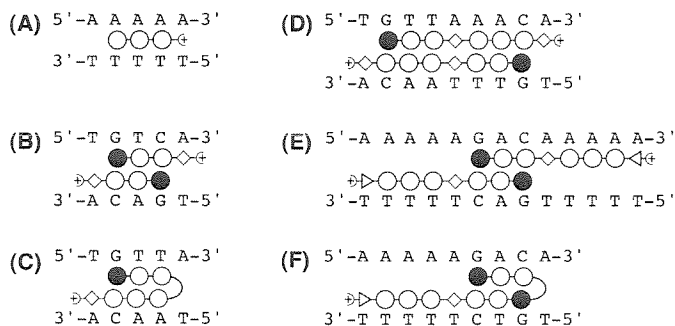 (A) 5'-A A A A A-3'
3'-T T T T T-5'
(B) 5'-T G T C A-3'
3'-A C A G T-5'
(C) 5'-T G T T A-3'
3'-A C A A T-5'
(D) 5'-T G T T A A A C A-3'
3'-A C A A T T T G T-5'
(E) 5'-A A A A A G A C A A A A A-3'
3'-T T T T T C A G T T T T T-5'
(F) 5'-A A A A A G A C A-3'
3'-T T T T T C T G T-5'